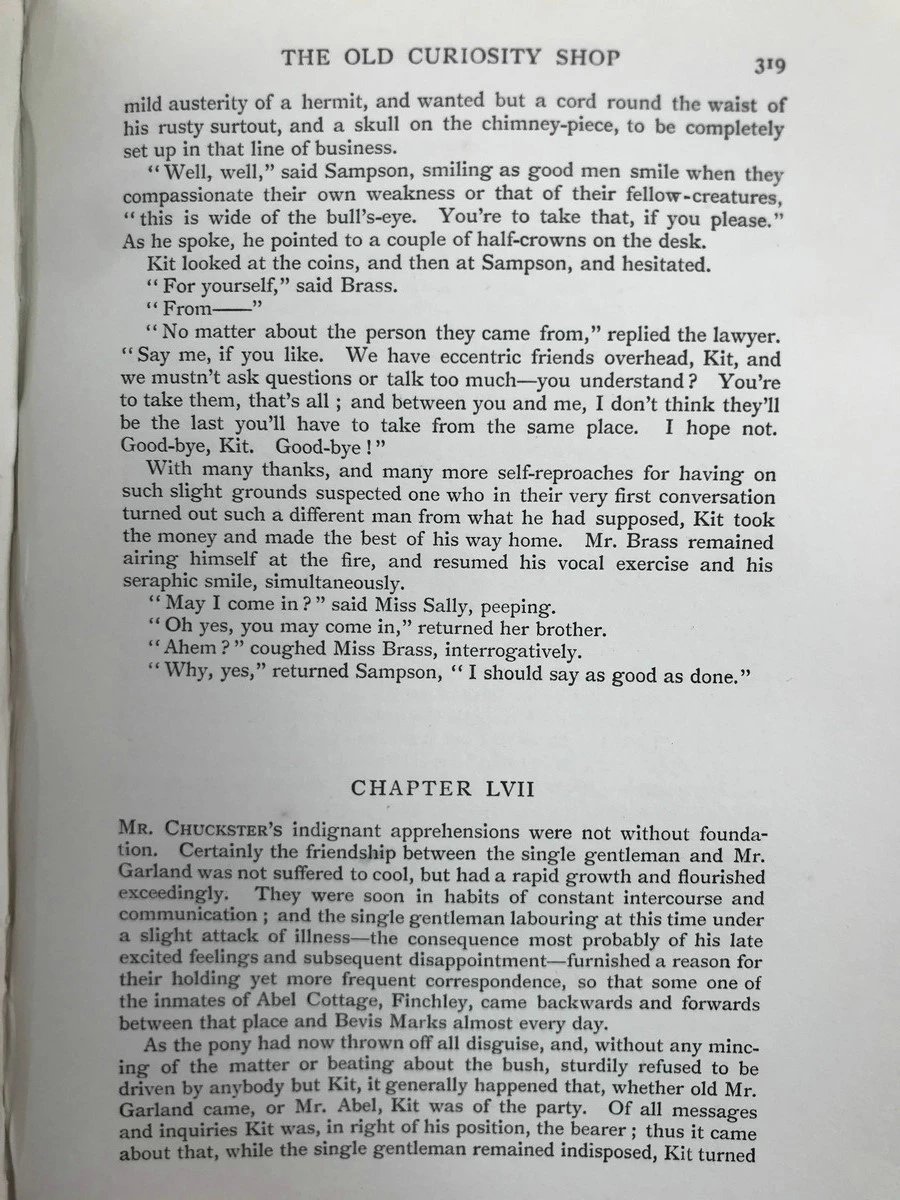 THE OLD CURIOSITY SHOP 319
mild austerity of a hermit, and wanted but a cord round the waist of
his rusty surtout, and a skull on the chimney-piece, to be completely
set up in that line of business.
“Well, well,” said Sampson, smiling as good men smile when they
compassionate their own weakness or that of their fellow-creatures,
“this is wide of the bull’s-eye. You’re to take that, if you please.”
As he spoke, he pointed to a couple of half-crowns on the desk.
Kit looked at the coins, and then at Sampson, and hesitated.
“For yourself,” said Brass.
“From——”
“No matter about the person they came from,” replied the lawyer.
“Say me, if you like. We have eccentric friends overhead, Kit, and
we mustn’t ask questions or talk too much—you understand? You’re
to take them, that’s all; and between you and me, I don’t think they’ll
be the last you’ll have to take from the same place. I hope not.
Good-bye, Kit. Good-bye!”
With many thanks, and many more self-reproaches for having on
such slight grounds suspected one who in their very first conversation
turned out such a different man from what he had supposed, Kit took
the money and made the best of his way home. Mr. Brass remained
airing himself at the fire, and resumed his vocal exercise and his
seraphic smile, simultaneously.
“May I come in?” said Miss Sally, peeping.
“Oh yes, you may come in,” returned her brother.
“Ahem?” coughed Miss Brass, interrogatively.
“Why, yes,” returned Sampson, “I should say as good as done.”
CHAPTER LVII
MR. CHUCKSTER’S indignant apprehensions were not without founda-
tion. Certainly the friendship between the single gentleman and Mr.
Garland was not suffered to cool, but had a rapid growth and flourished
exceedingly. They were soon in habits of constant intercourse and
communication; and the single gentleman labouring at this time under
a slight attack of illness—the consequence most probably of his late
excited feelings and subsequent disappointment—furnished a reason for
their holding yet more frequent correspondence, so that some one of
the inmates of Abel Cottage, Finchley, came backwards and forwards
between that place and Bevis Marks almost every day.
As the pony had now thrown off all disguise, and, without any minc-
ing of the matter or beating about the bush, sturdily refused to be
driven by anybody but Kit, it generally happened that, whether old Mr.
Garland came, or Mr. Abel, Kit was of the party. Of all messages
and inquiries Kit was, in right of his position, the bearer; thus it came
about that, while the single gentleman remained indisposed, Kit turned